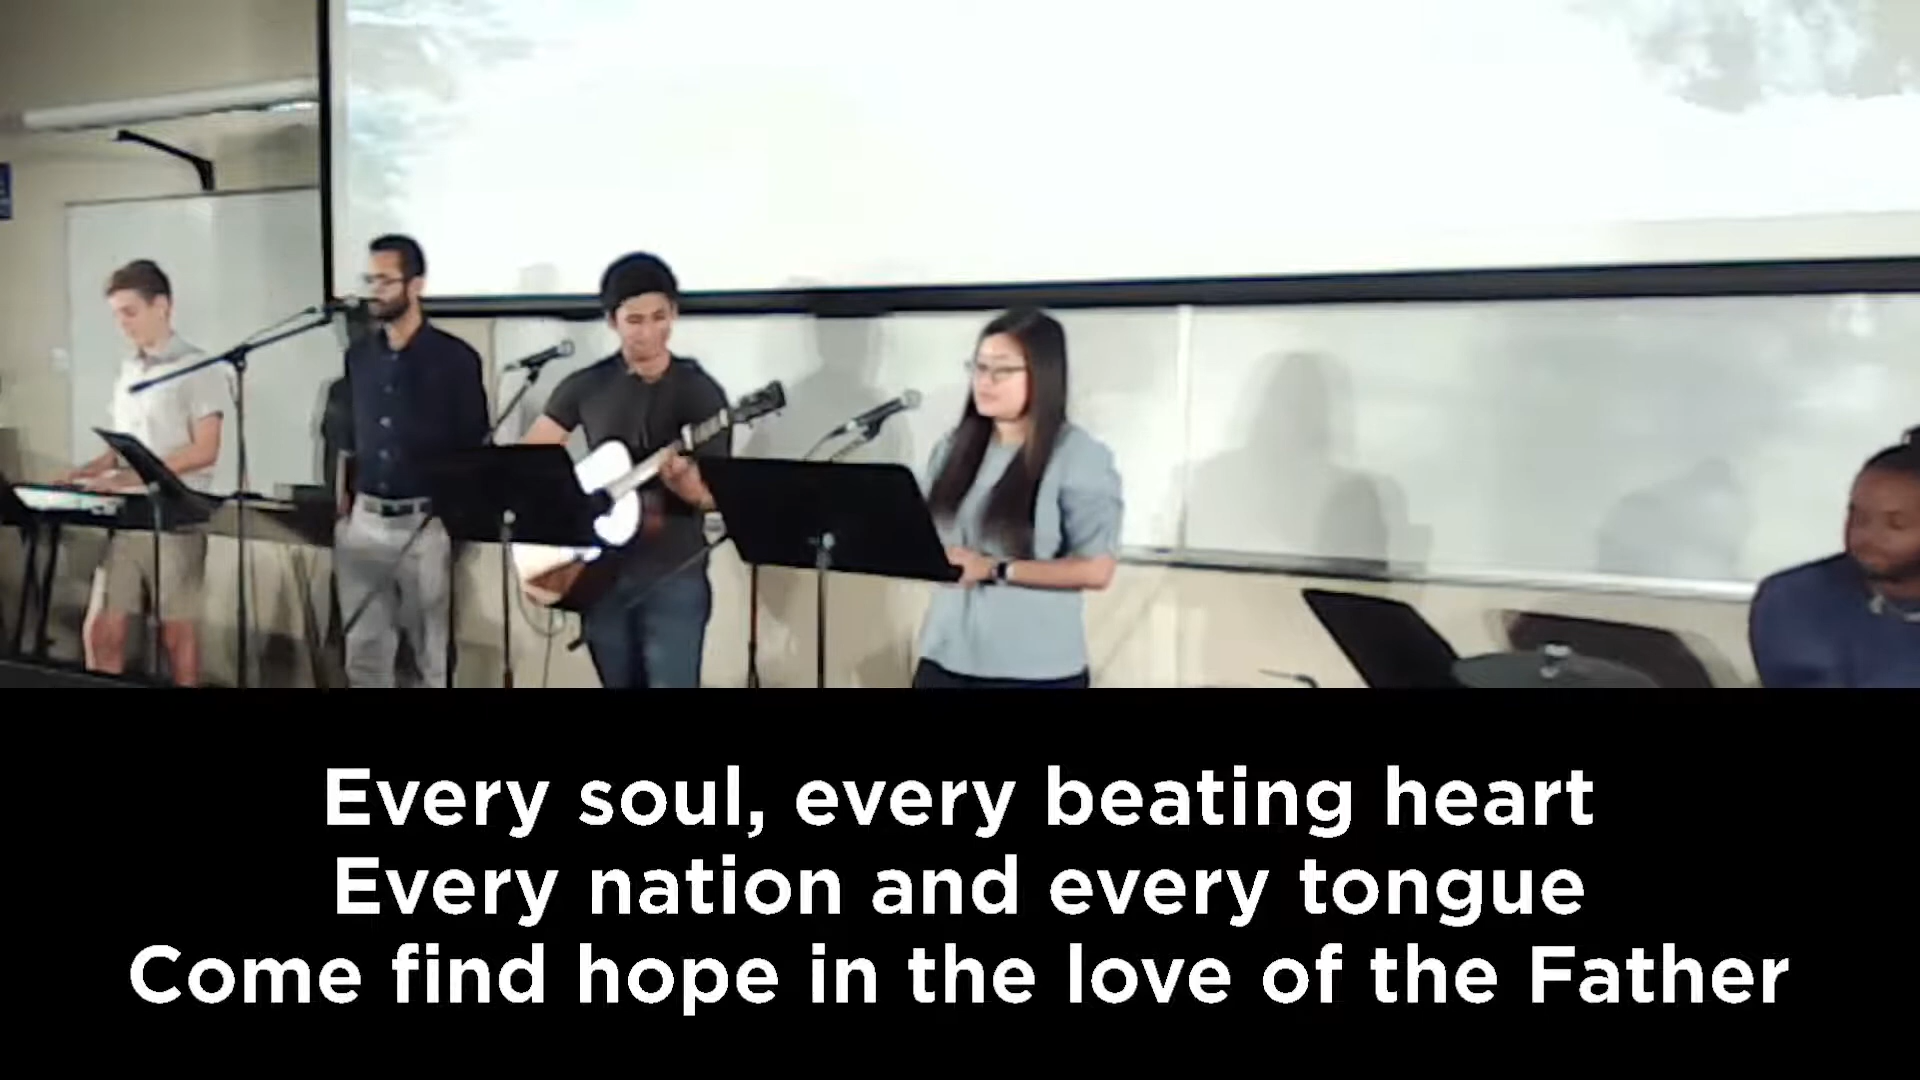 Every soul, every beating heart
Every nation and every tongue
Come find hope in the love of the Father